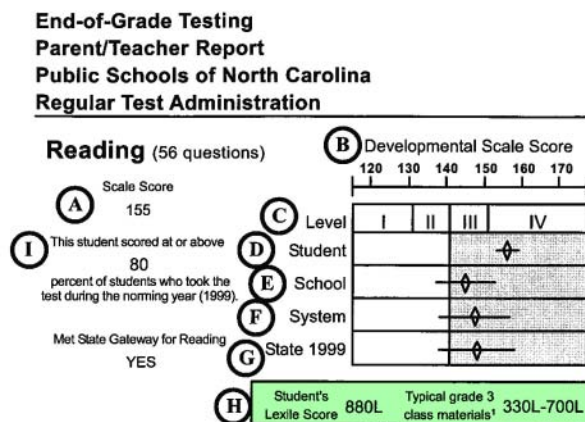 End-of-Grade Testing
Parent/Teacher Report
Public Schools of North Carolina
Regular Test Administration
Reading (56 questions)
B Developmental Scale Score
120 130 140 150 160 170
A Scale Score
155
C Level I II III IV
I This student scored at or above
80
percent of students who took the
test during the norming year (1999).
D Student
E School
F System
Met State Gateway for Reading
YES
G State 1999
H Student's Lexile Score 880L Typical grade 3 class materials¹ 330L-700L